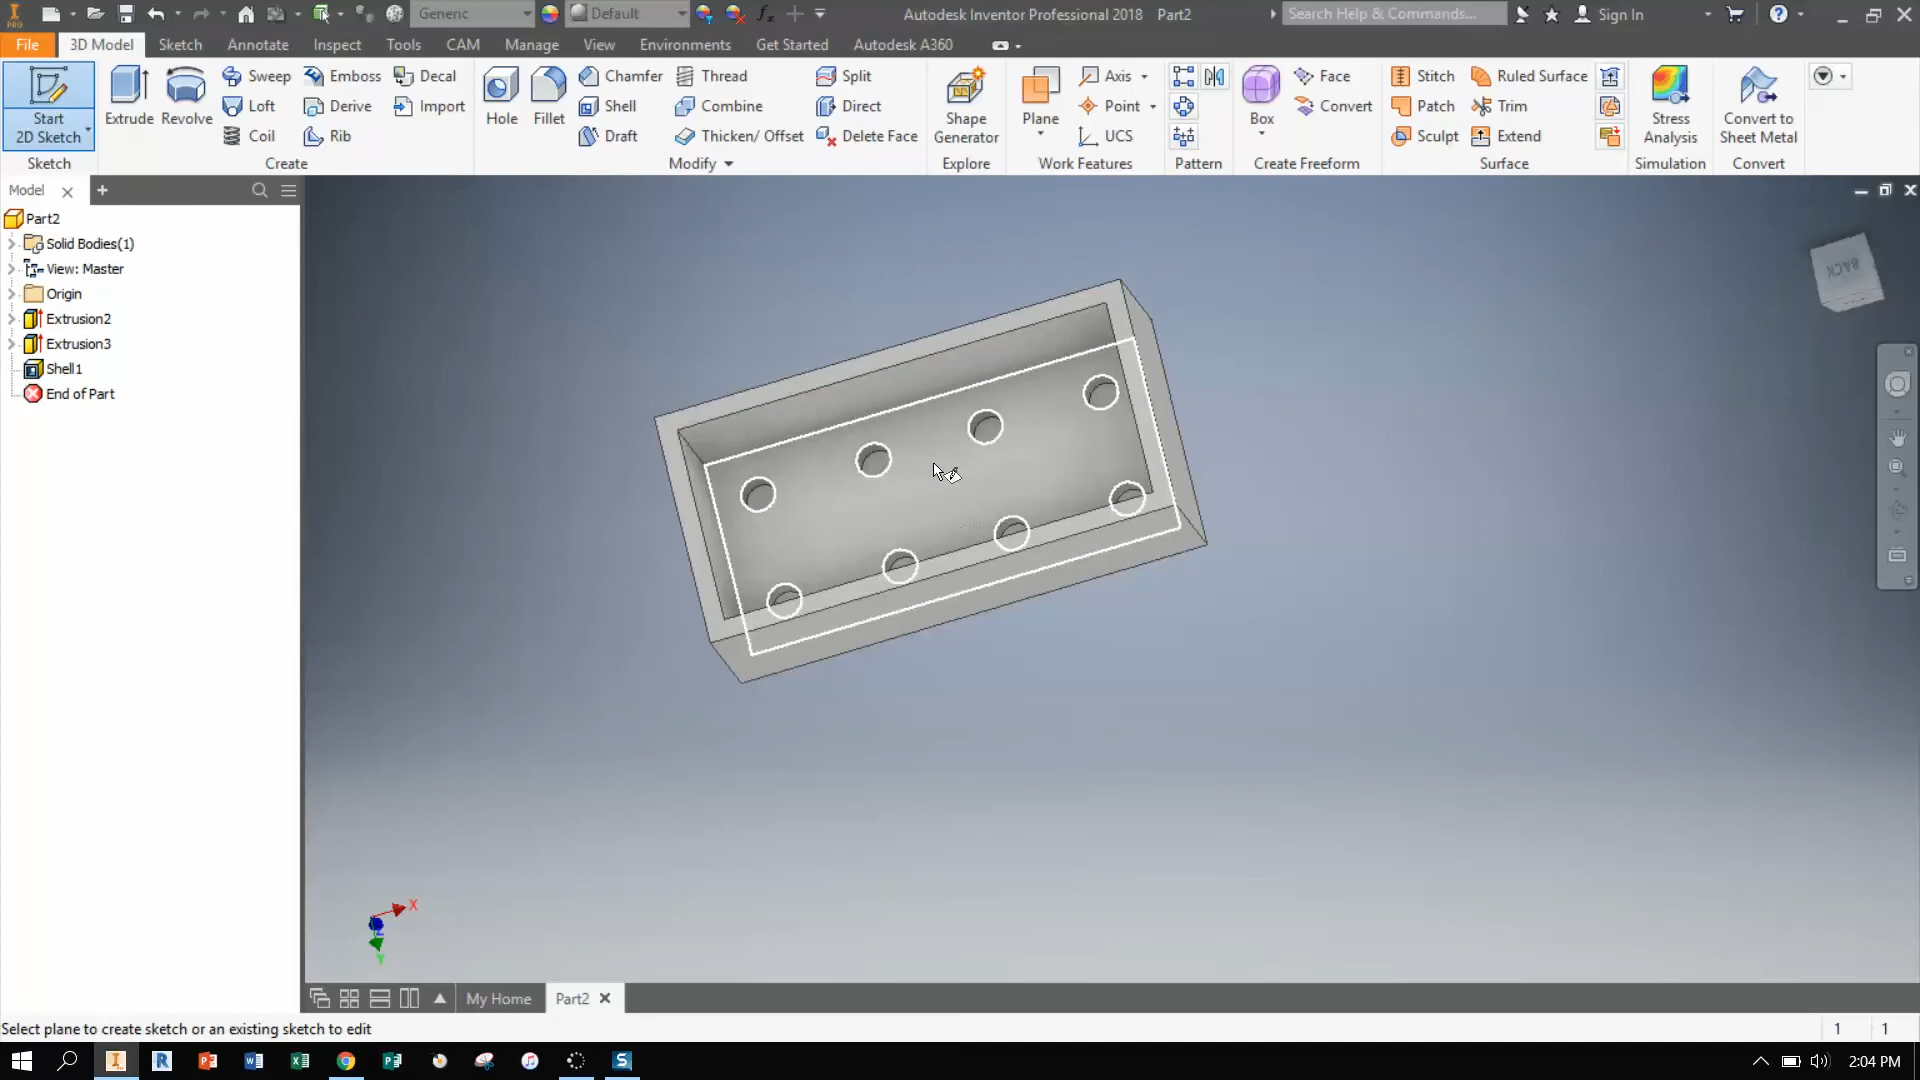 PRO Generic Default fx Autodesk Inventor Professional 2018 Part2 Search Help & Commands... Sign In
File 3D Model Sketch Annotate Inspect Tools CAM Manage View Environments Get Started Autodesk A360
Start
2D Sketch
Extrude
Revolve
Sweep
Loft
Coil
Emboss
Derive
Rib
Decal
Import
Hole
Fillet
Chamfer
Shell
Draft
Thread
Combine
Thicken/ Offset
Split
Direct
Delete Face
Shape
Generator
Plane
Axis
Point
UCS
Box
Face
Convert
Stitch
Patch
Sculpt
Ruled Surface
Trim
Extend
Stress
Analysis
Convert to
Sheet Metal
Sketch Create Modify Explore Work Features Pattern Create Freeform Surface Simulation Convert
Model
Part2
Solid Bodies(1)
View: Master
Origin
Extrusion2
Extrusion3
Shell1
End of Part
BACK
X
Y
My Home Part2
Select plane to create sketch or an existing sketch to edit 1 1
2:04 PM